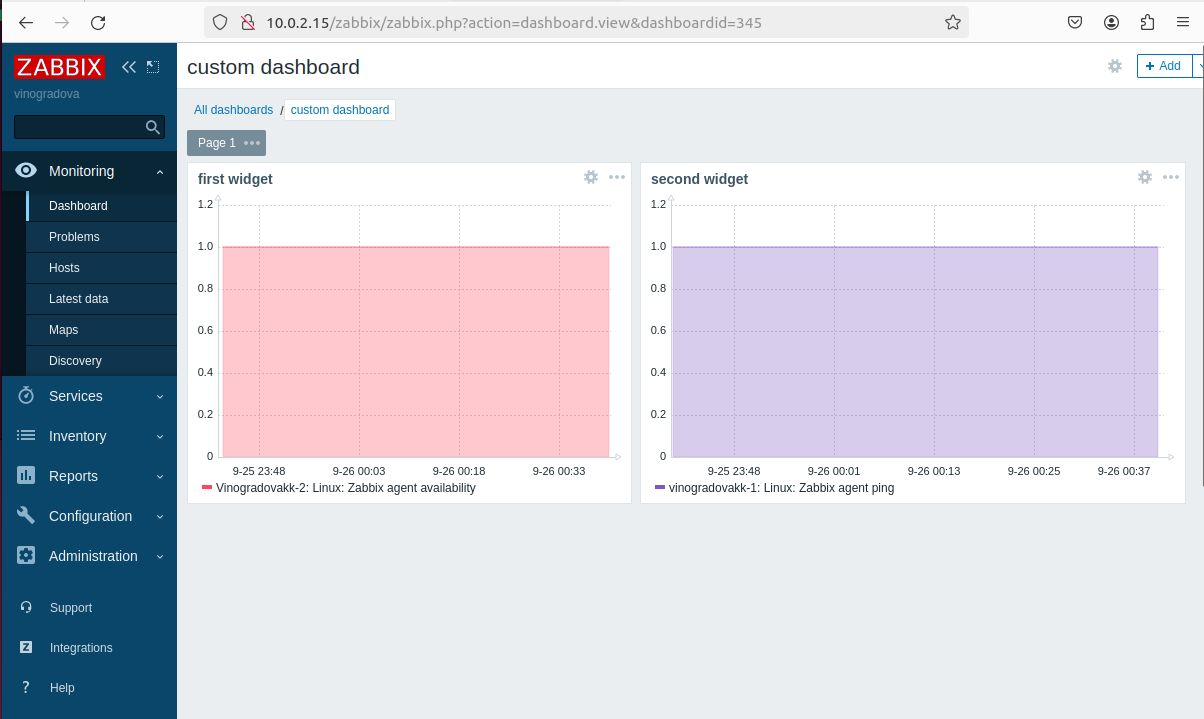 10.0.2.15/zabbix/zabbix.php?action=dashboard.view&dashboardid=345
ZABBIX
vinogradova
Monitoring
Dashboard
Problems
Hosts
Latest data
Maps
Discovery
Services
Inventory
Reports
Configuration
Administration
Support
Z Integrations
? Help
custom dashboard
+ Add
All dashboards / custom dashboard
Page 1
first widget
1.2
1.0
0.8
0.6
0.4
0.2
0
9-25 23:48 9-26 00:03 9-26 00:18 9-26 00:33
Vinogradovakk-2: Linux: Zabbix agent availability
second widget
1.2
1.0
0.8
0.6
0.4
0.2
0
9-25 23:48 9-26 00:01 9-26 00:13 9-26 00:25 9-26 00:37
vinogradovakk-1: Linux: Zabbix agent ping